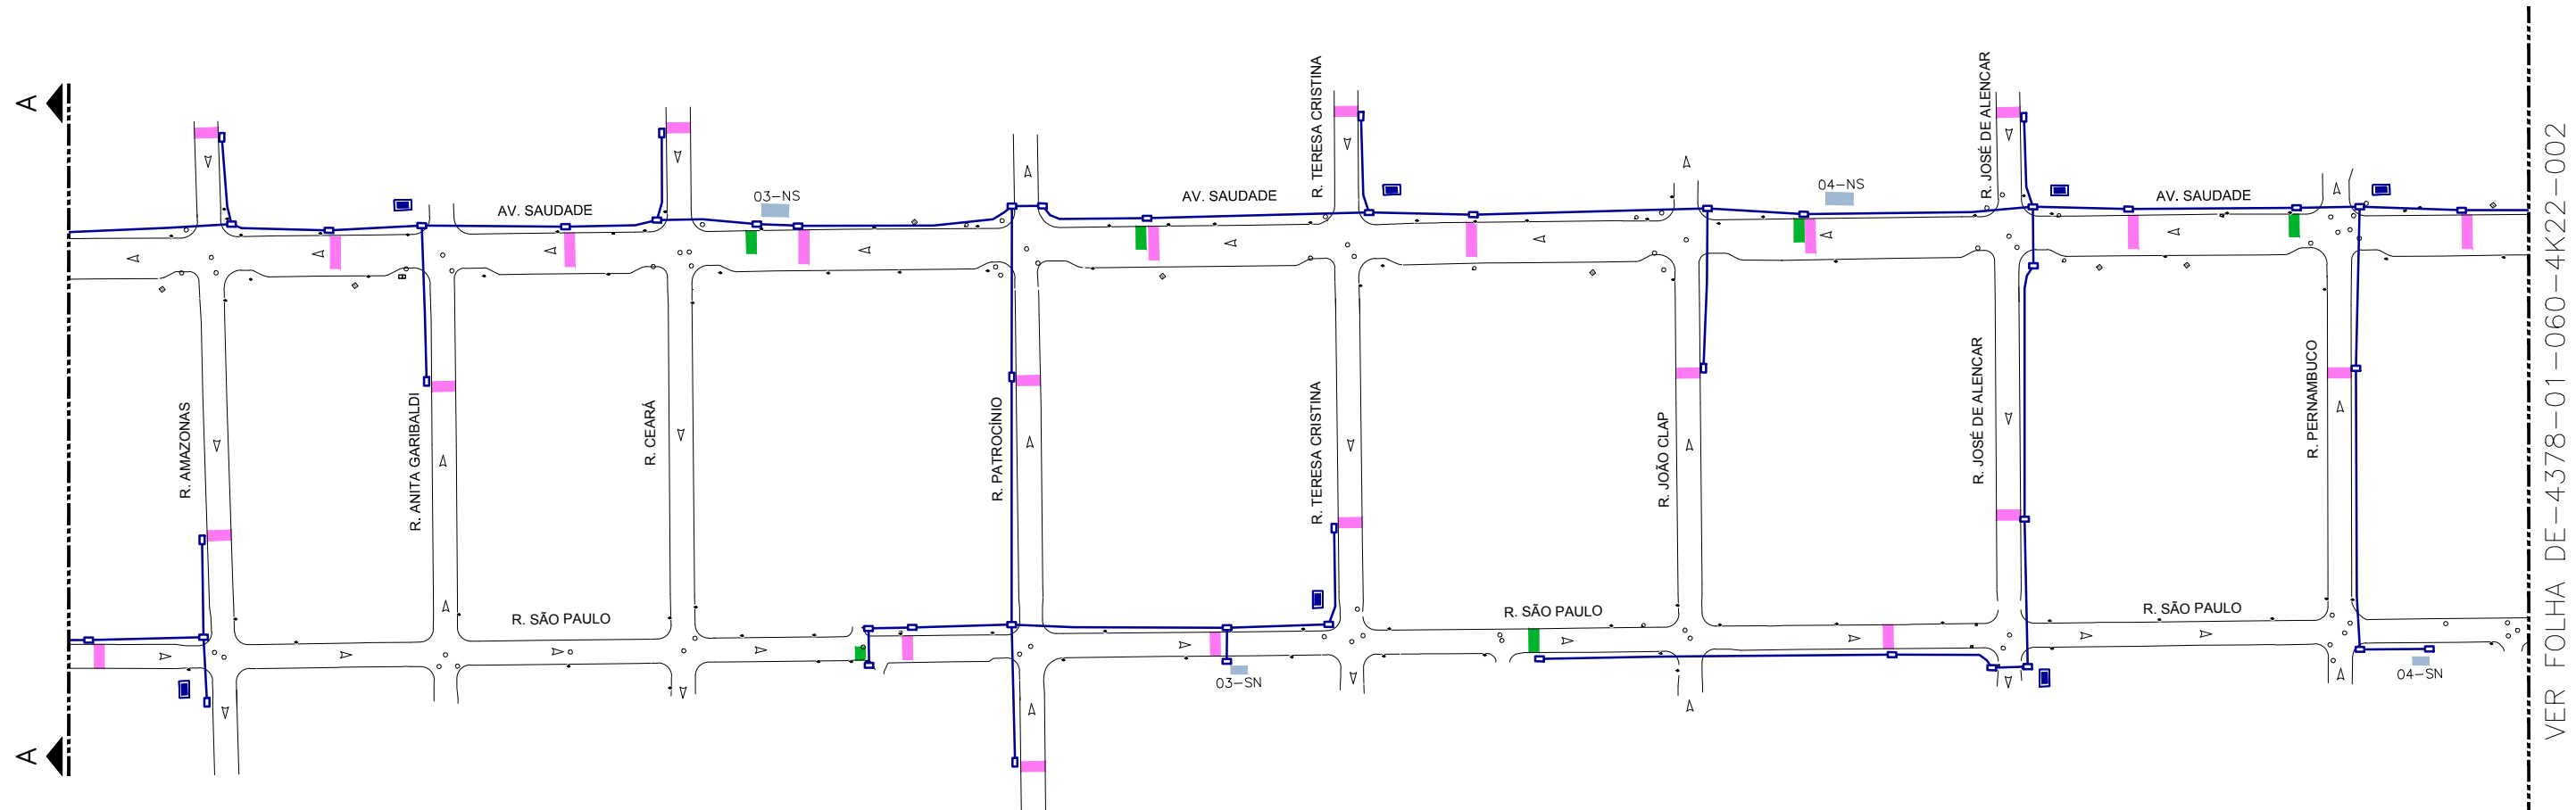 A
R. TERESA CRISTINA
R. JOSÉ DE ALENCAR
03-NS
04-NS
AV. SAUDADE
AV. SAUDADE
AV. SAUDADE
R. AMAZONAS
R. ANITA GARIBALDI
R. CEARÁ
R. PATROCÍNIO
R. TERESA CRISTINA
R. JOÃO CLAP
R. JOSÉ DE ALENCAR
R. PERNAMBUCO
R. SÃO PAULO
R. SÃO PAULO
R. SÃO PAULO
03-SN
04-SN
A
VER FOLHA DE-4378-01-060-4K22-002